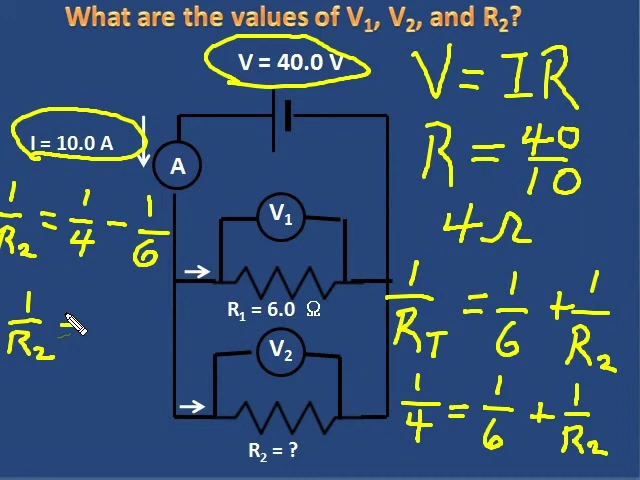 What are the values of V₁, V₂, and R₂?
V = 40.0 V
V = IR
I = 10.0 A
A
R = 40/10
4Ω
1/R₂ = 1/4 - 1/6
V₁
R₁ = 6.0 Ω
1/R_T = 1/6 + 1/R₂
1/R₂ =
V₂
1/4 = 1/6 + 1/R₂
R₂ = ?